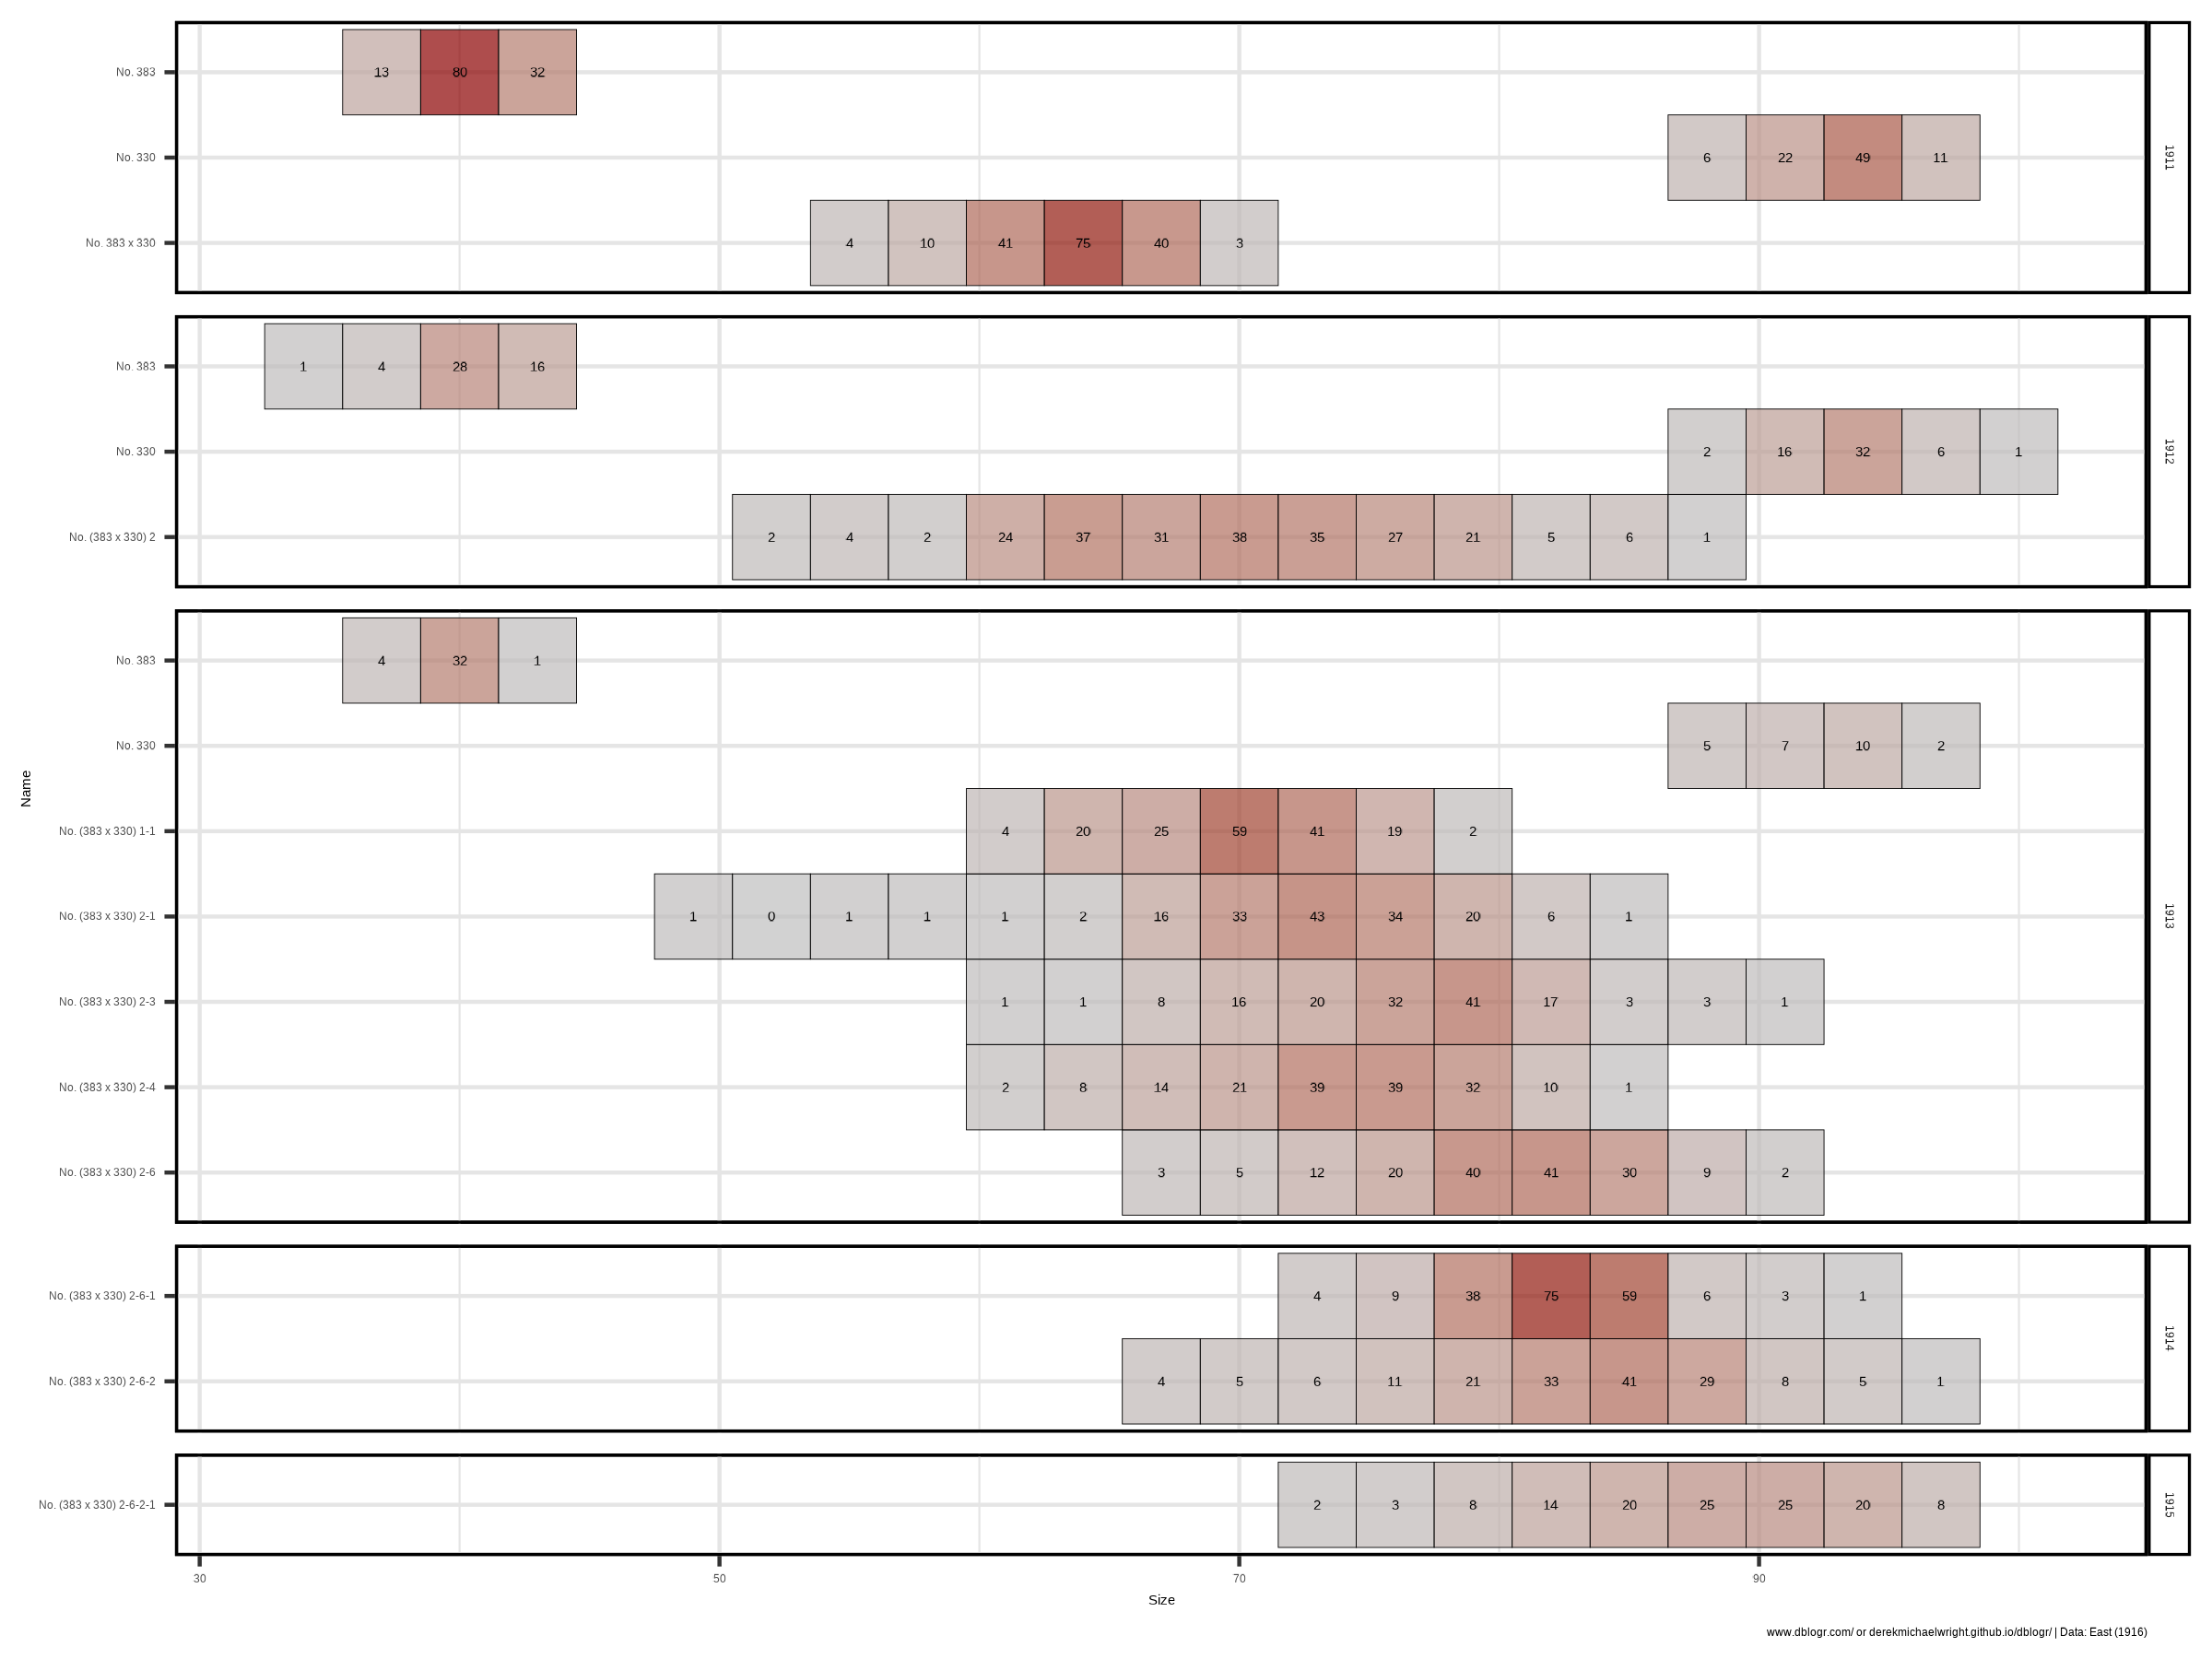 No. 383 13 80 32
No. 330 6 22 49 11
No. 383 x 330 4 10 41 75 40 3
1911
No. 383 1 4 28 16
No. 330 2 16 32 6 1
No. (383 x 330) 2 2 4 2 24 37 31 38 35 27 21 5 6 1
1912
No. 383 4 32 1
No. 330 5 7 10 2
No. (383 x 330) 1-1 4 20 25 59 41 19 2
No. (383 x 330) 2-1 1 0 1 1 1 2 16 33 43 34 20 6 1
No. (383 x 330) 2-3 1 1 8 16 20 32 41 17 3 3 1
No. (383 x 330) 2-4 2 8 14 21 39 39 32 10 1
No. (383 x 330) 2-6 3 5 12 20 40 41 30 9 2
1913
Name
No. (383 x 330) 2-6-1 4 9 38 75 59 6 3 1
No. (383 x 330) 2-6-2 4 5 6 11 21 33 41 29 8 5 1
1914
No. (383 x 330) 2-6-2-1 2 3 8 14 20 25 25 20 8
1915
30 50 70 90
Size
www.dblogr.com/ or derekmichaelwright.github.io/dblogr/ | Data: East (1916)